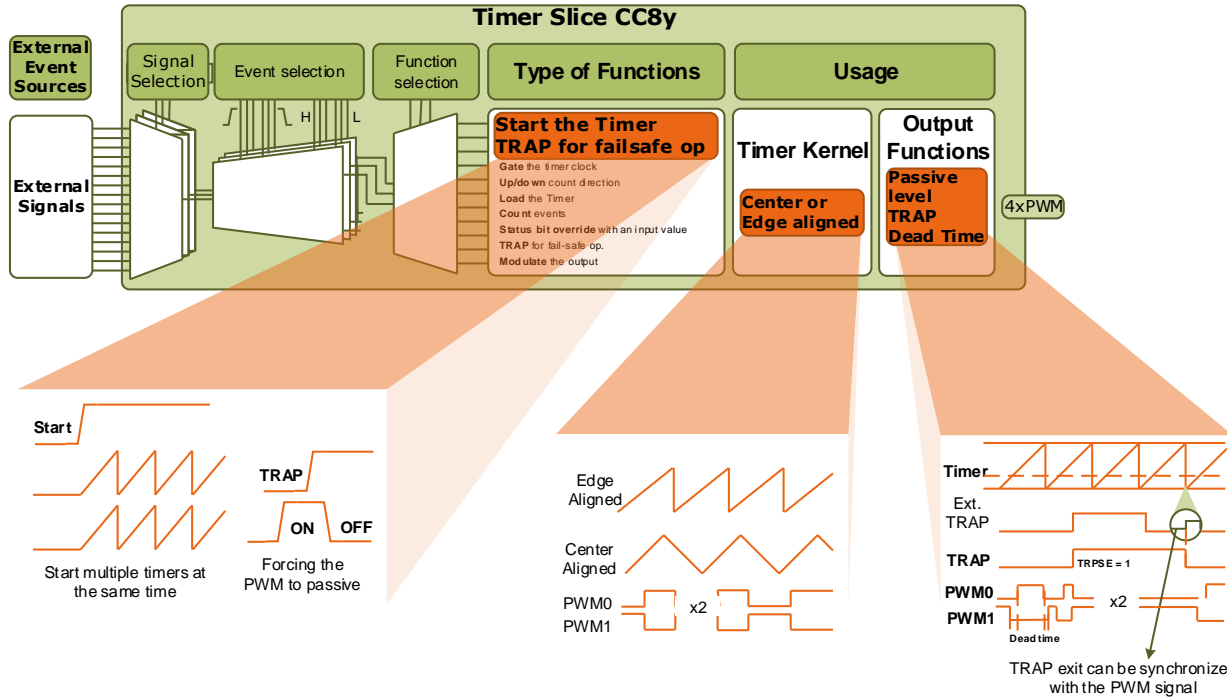 Timer Slice CC8y
External
Event
Sources
Signal
Selection
Event selection
Function
selection
Type of Functions
Usage
H
L
External
Signals
Start the Timer
TRAP for failsafe op
Gate the timer clock
Up/down count direction
Load the Timer
Count events
Status bit override with an input value
TRAP for fail-safe op.
Modulate the output
Timer Kernel
Center or
Edge aligned
Output
Functions
Passive
level
TRAP
Dead Time
4xPWM
Start
Start multiple timers at
the same time
TRAP
ON
OFF
Forcing the
PWM to passive
Edge
Aligned
Center
Aligned
PWM0
PWM1
x2
Timer
Ext.
TRAP
TRAP
TRPSE = 1
PWM0
PWM1
x2
Dead time
TRAP exit can be synchronize
with the PWM signal